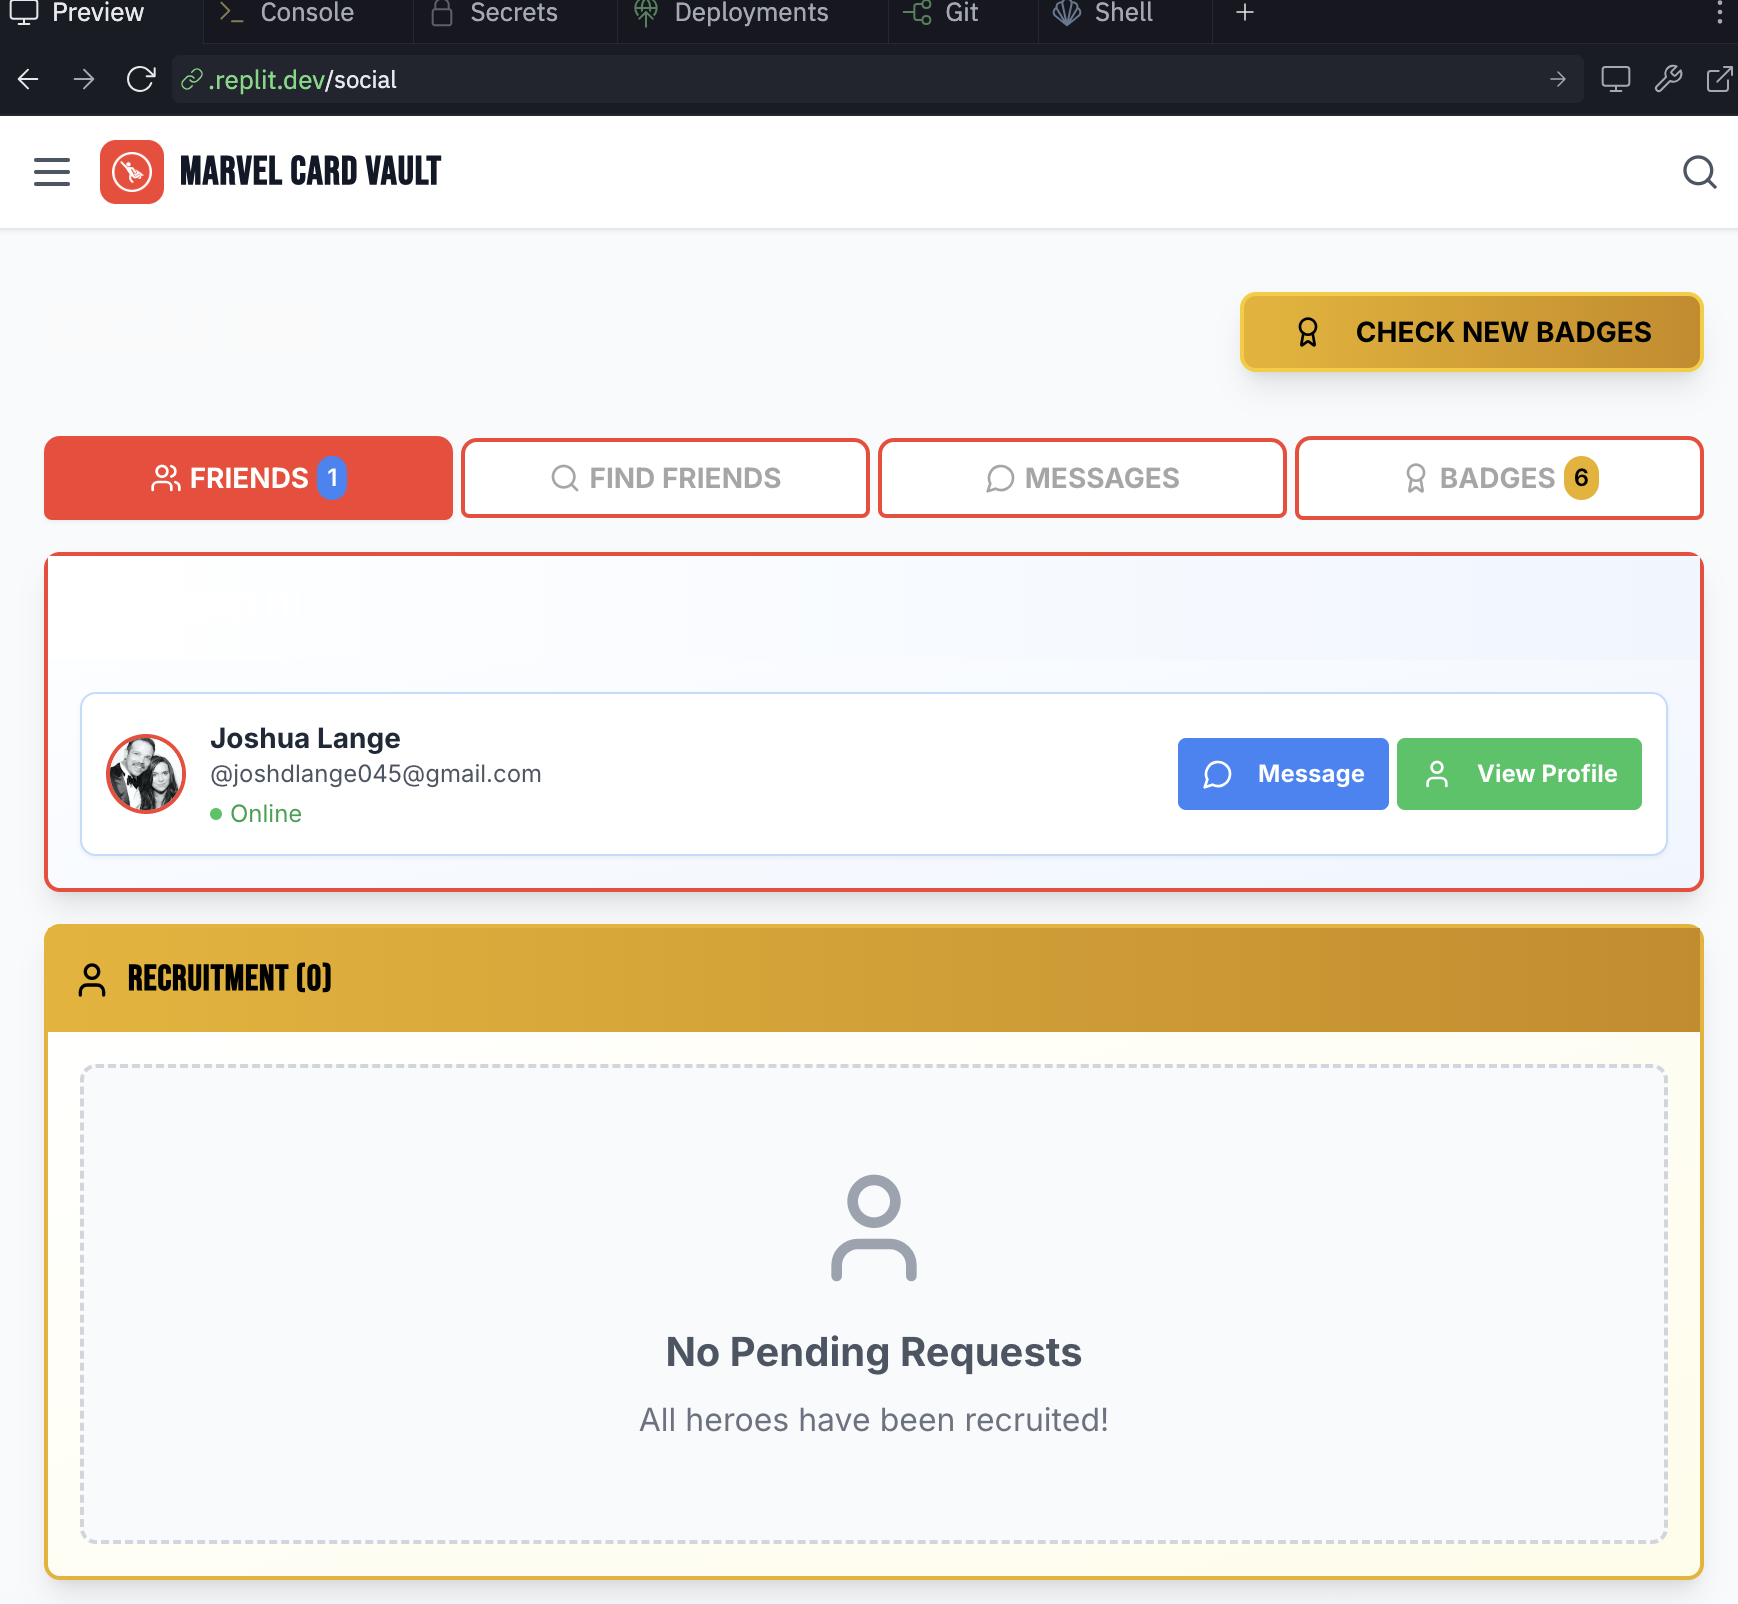 Preview
Console
Secrets
Deployments
Git
Shell
.replit.dev/social
MARVEL CARD VAULT
CHECK NEW BADGES
FRIENDS 1
FIND FRIENDS
MESSAGES
BADGES 6
Joshua Lange
@joshdlange045@gmail.com
Online
Message
View Profile
RECRUITMENT (0)
No Pending Requests
All heroes have been recruited!